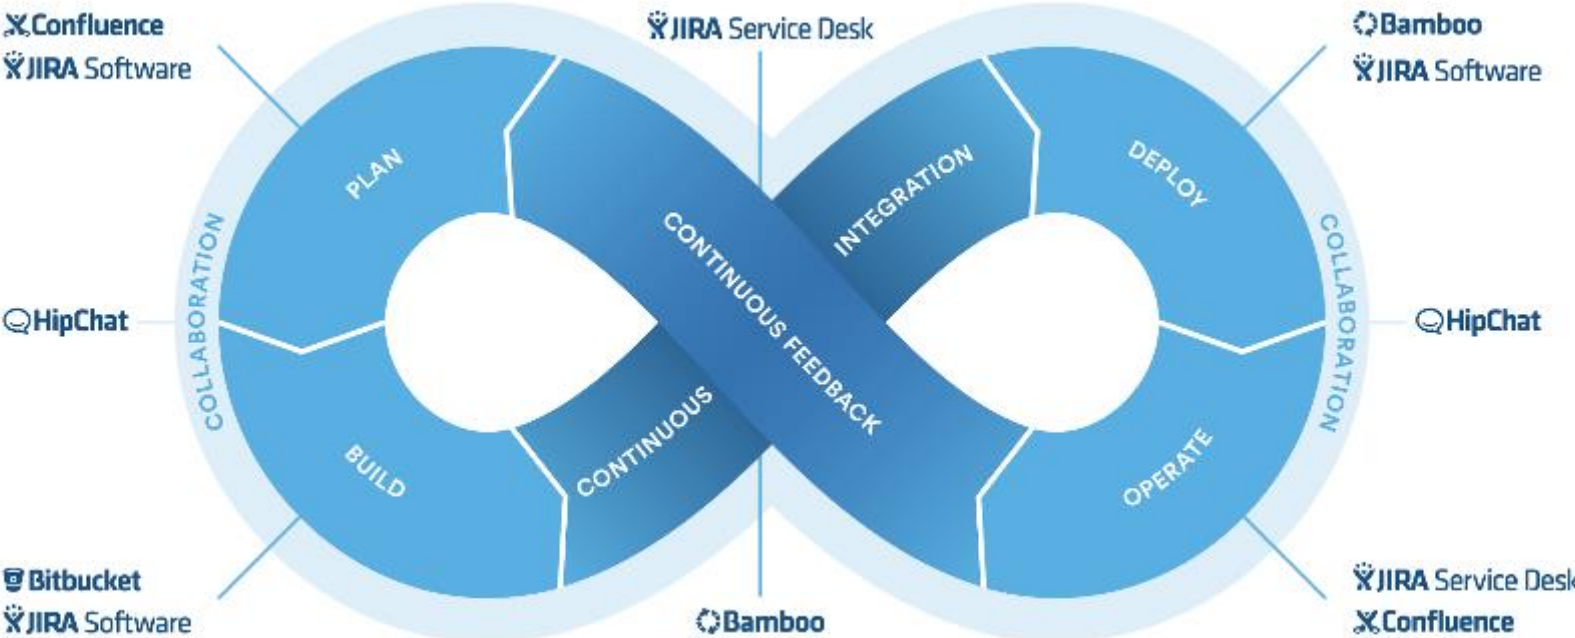 Confluence
JIRA Software
JIRA Service Desk
Bamboo
JIRA Software
PLAN
INTEGRATION
DEPLOY
COLLABORATION
CONTINUOUS FEEDBACK
COLLABORATION
HipChat
HipChat
CONTINUOUS
BUILD
OPERATE
Bitbucket
JIRA Software
Bamboo
JIRA Service Desk
Confluence